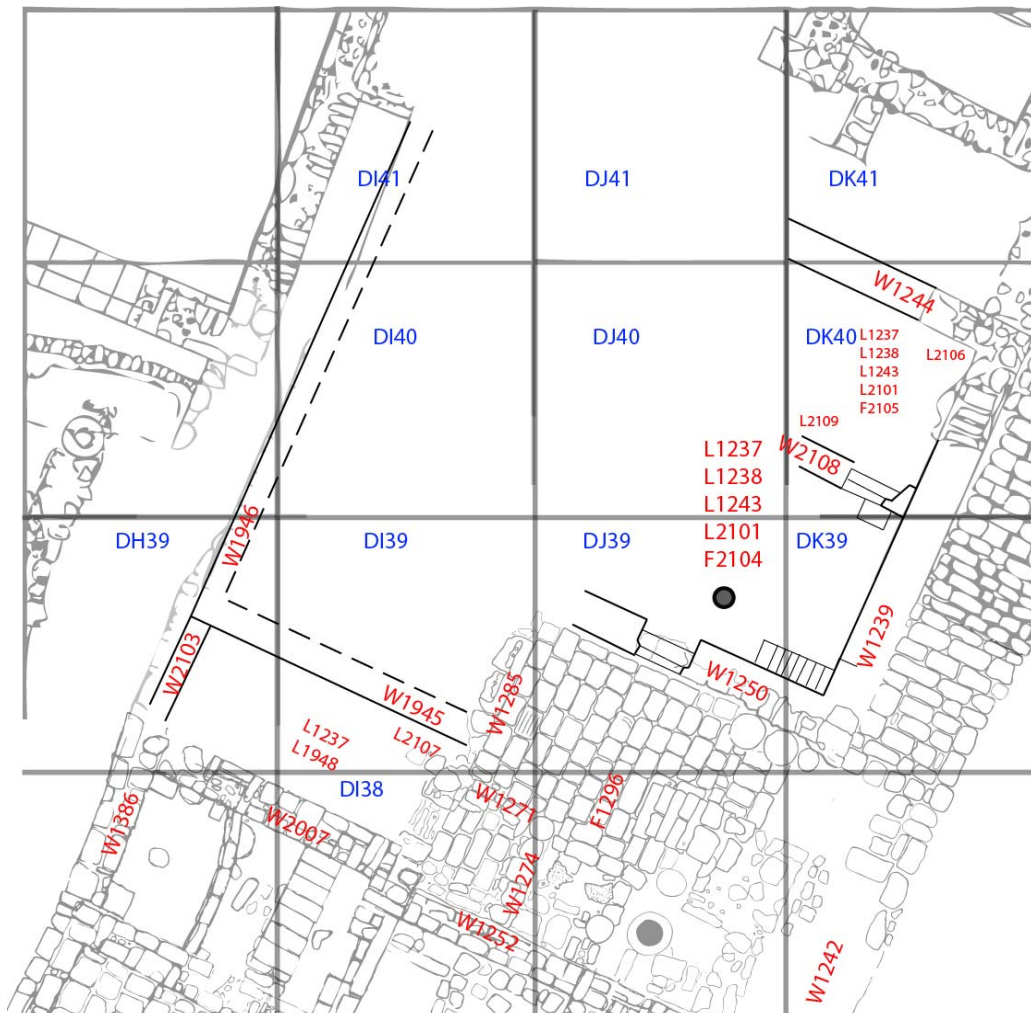 DI41
DJ41
DK41
W1244
DI40
DJ40
DK40
L1237
L1238
L1243
L2101
F2105
L2106
L2109
W2108
L1237
L1238
L1243
L2101
F2104
DH39
W1946
DI39
DJ39
DK39
W1239
W2103
W1945
W1285
W1250
L1237
L1948
L2107
DI38
W1386
W2007
W1271
F1296
W1274
W1252
W1242